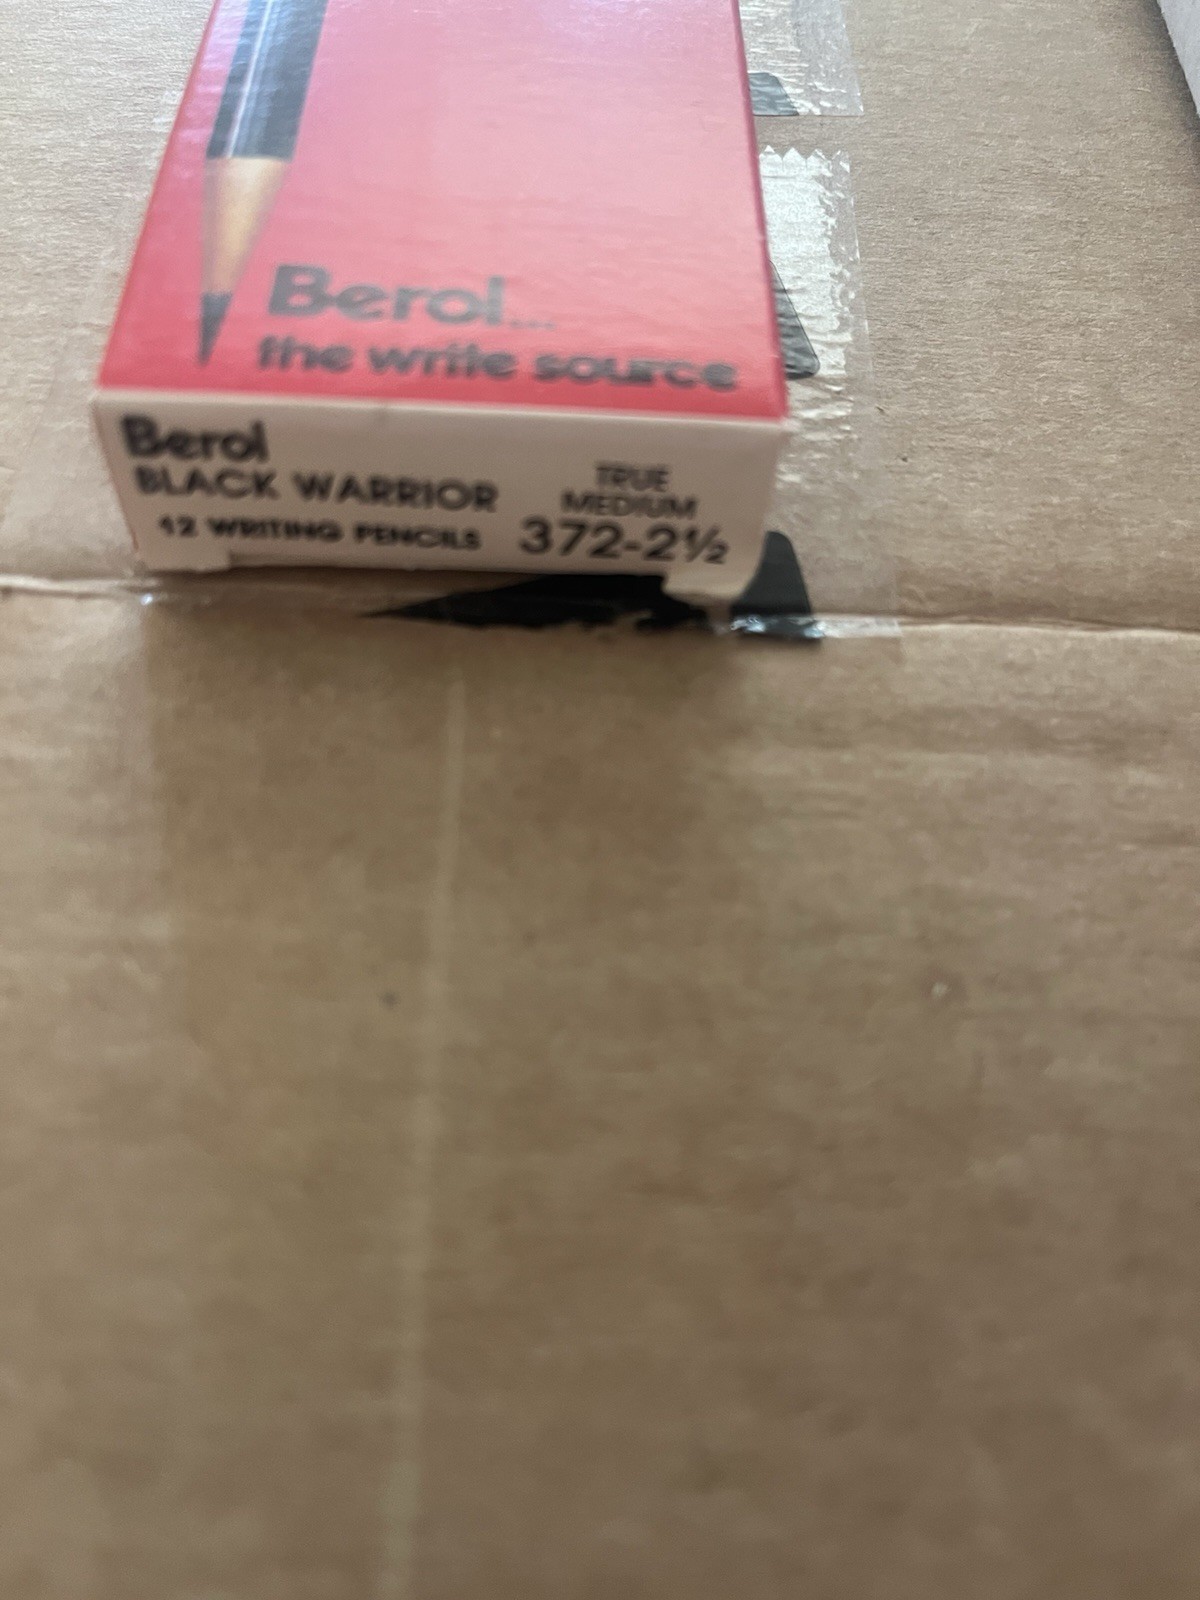 Berol...
the write source
Berol
BLACK WARRIOR
12 WRITING PENCILS
TRUE
MEDIUM
372-2½